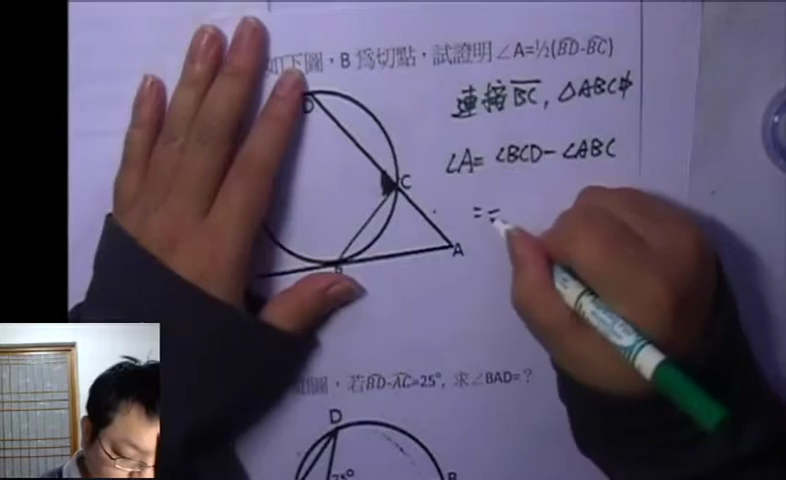 如下圖，B 爲切點，試證明∠A=½(BD-BC)
連接BC, △ABC中
D
∠A= ∠BCD-∠ABC
C
=
A
B
圖，若BD-AC=25°, 求∠BAD=？
D
B